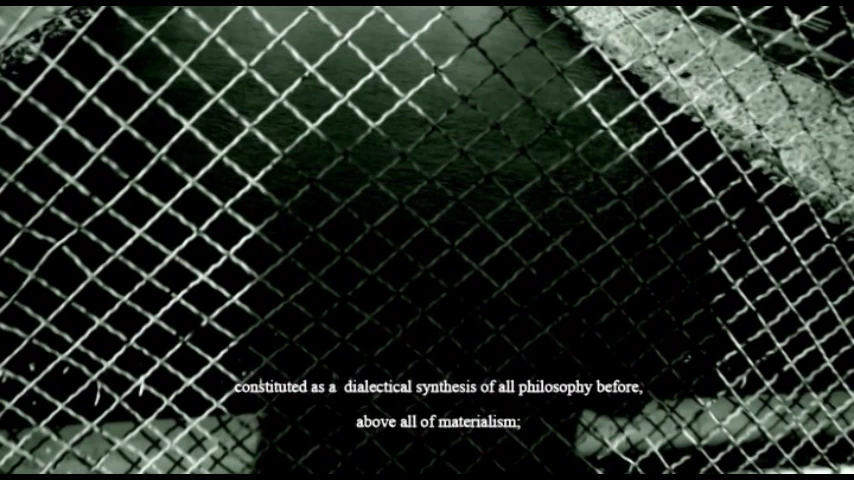 constituted as a dialectical synthesis of all philosophy before,
above all of materialism;